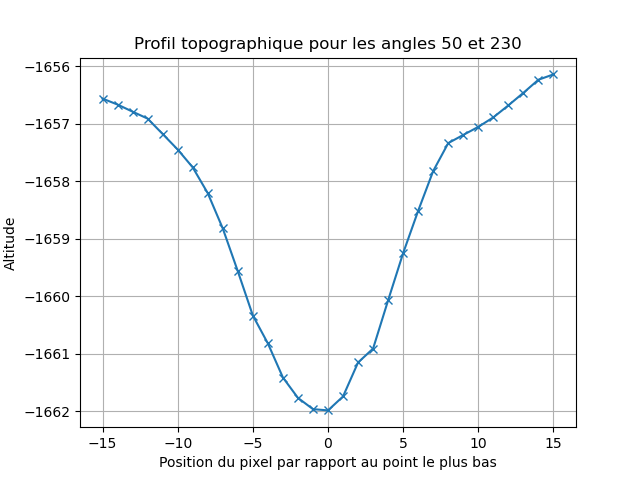 Profil topographique pour les angles 50 et 230
−1656
−1657
−1658
−1659
−1660
−1661
−1662
Altitude
−15 −10 −5 0 5 10 15
Position du pixel par rapport au point le plus bas